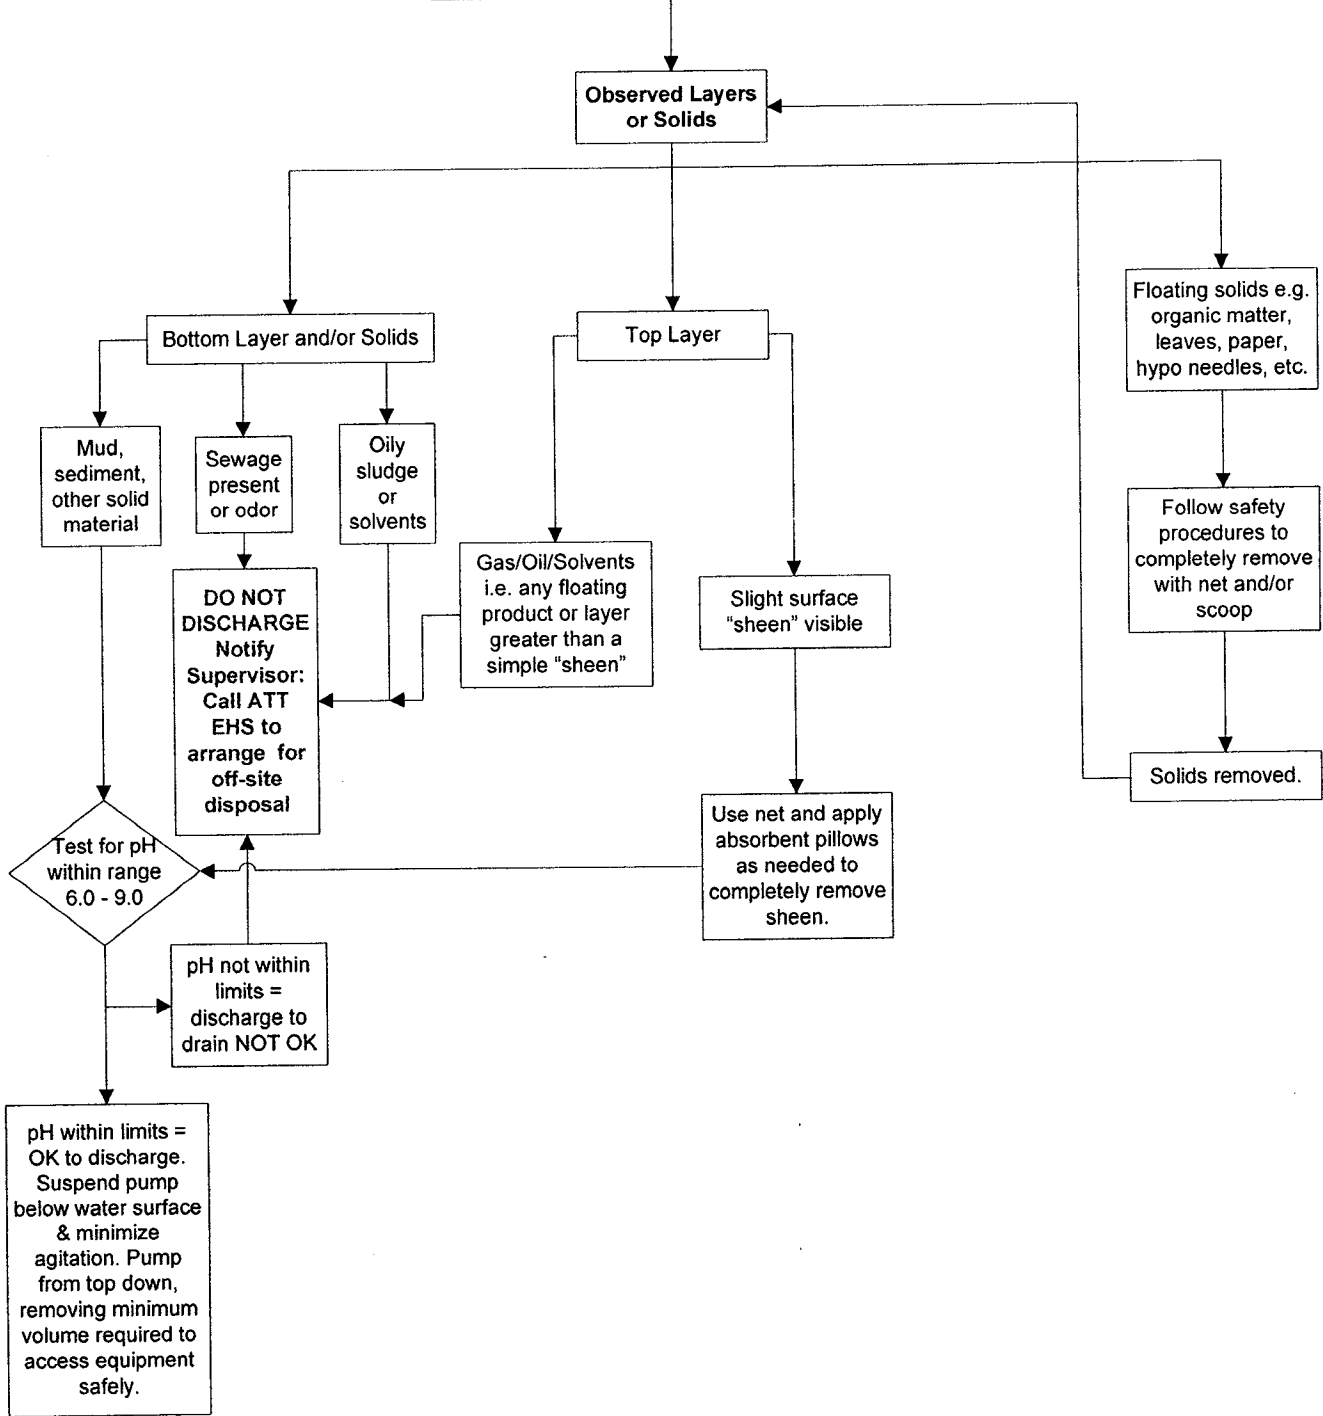 Observed Layers
or Solids
Bottom Layer and/or Solids
Top Layer
Floating solids e.g.
organic matter,
leaves, paper,
hypo needles, etc.
Mud,
sediment,
other solid
material
Sewage
present
or odor
Oily
sludge
or
solvents
Gas/Oil/Solvents
i.e. any floating
product or layer
greater than a
simple “sheen”
Slight surface
“sheen” visible
Follow safety
procedures to
completely remove
with net and/or
scoop
DO NOT
DISCHARGE
Notify
Supervisor:
Call ATT
EHS to
arrange for
off-site
disposal
Solids removed.
Use net and apply
absorbent pillows
as needed to
completely remove
sheen.
Test for pH
within range
6.0 - 9.0
pH not within
limits =
discharge to
drain NOT OK
pH within limits =
OK to discharge.
Suspend pump
below water surface
& minimize
agitation. Pump
from top down,
removing minimum
volume required to
access equipment
safely.